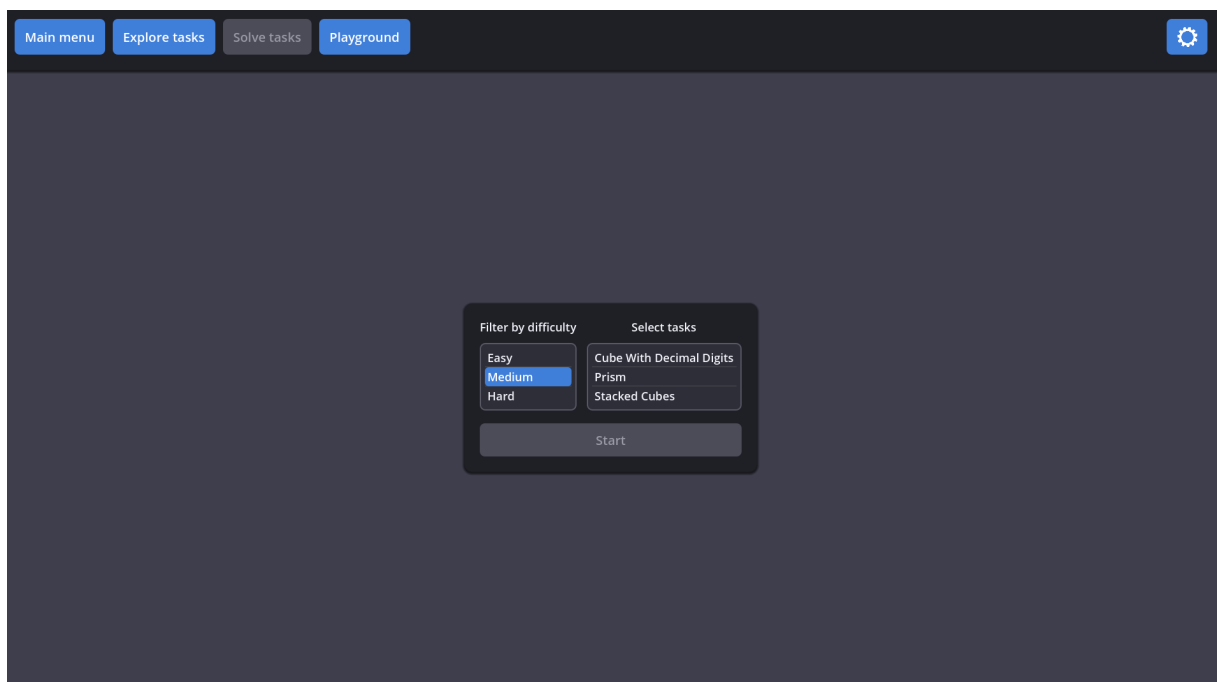 Main menu Explore tasks Solve tasks Playground
Filter by difficulty Select tasks
Easy Cube With Decimal Digits
Medium Prism
Hard Stacked Cubes
Start